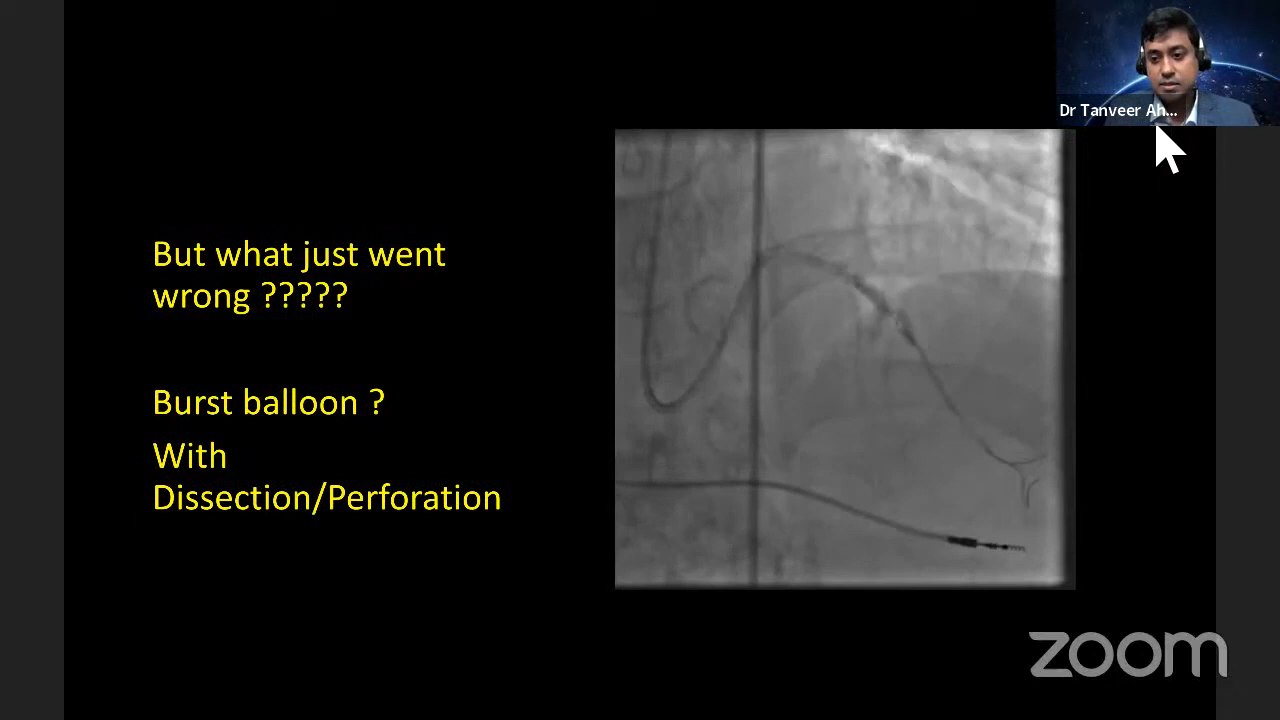 Dr Tanveer Ah...
But what just went
wrong ?????
Burst balloon ?
With
Dissection/Perforation
zoom